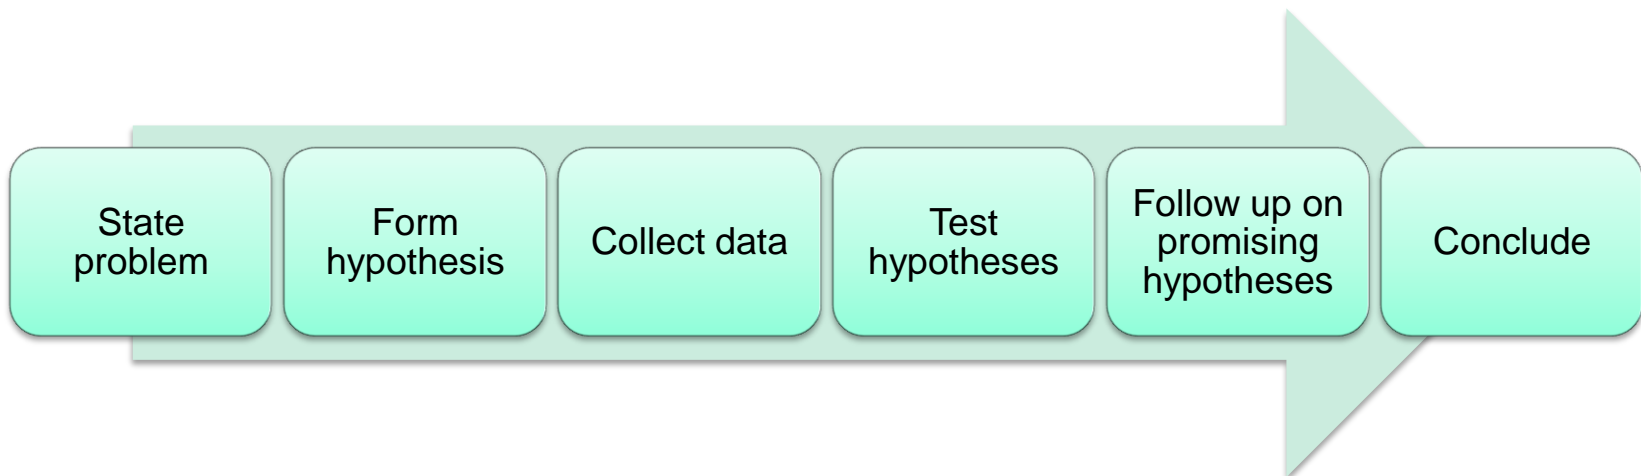 State
problem
Form
hypothesis
Collect data
Test
hypotheses
Follow up on
promising
hypotheses
Conclude